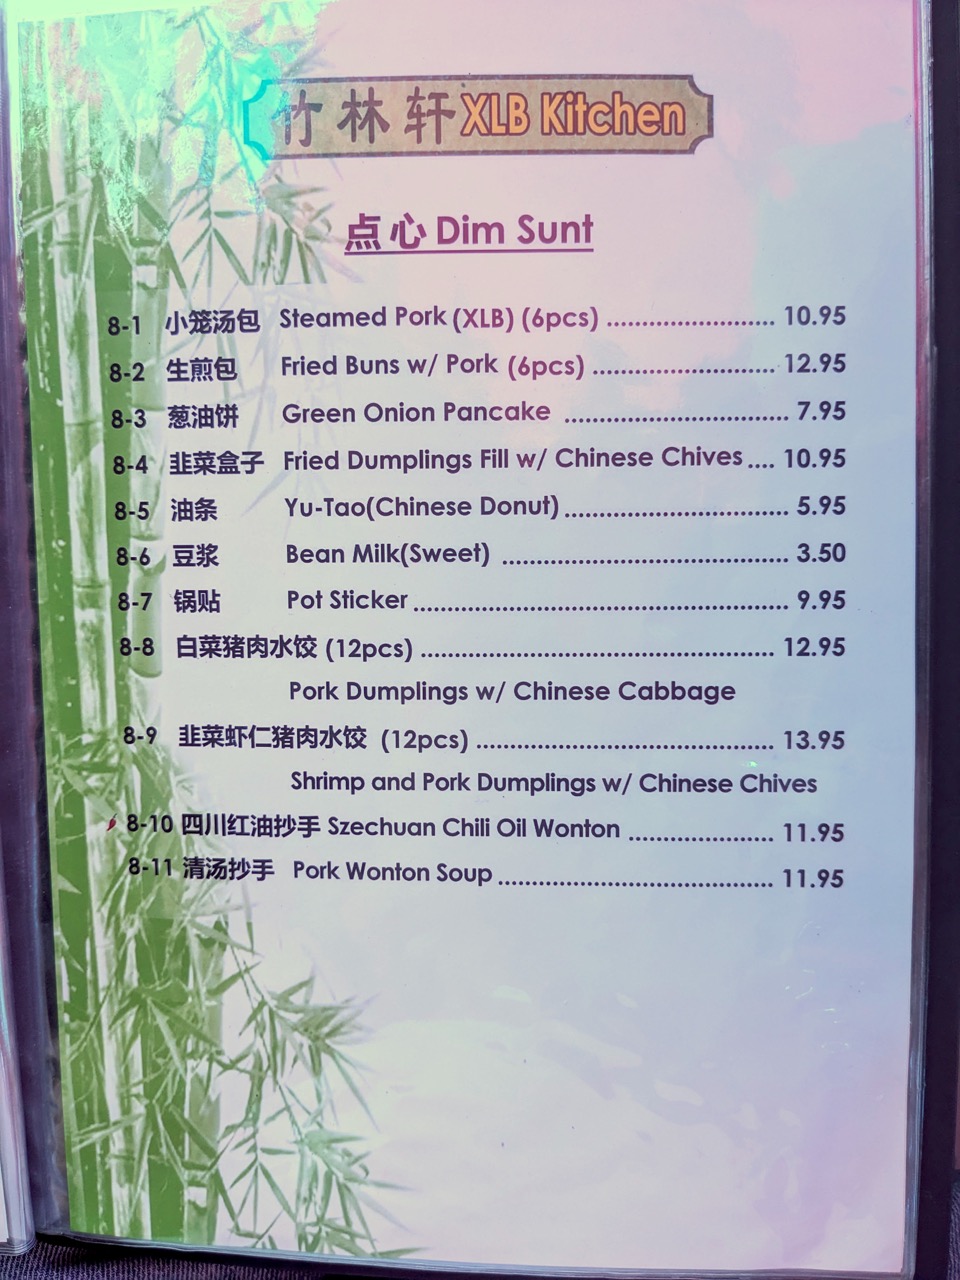 竹林轩 XLB Kitchen
点心 Dim Sunt
8-1 小笼汤包 Steamed Pork (XLB) (6pcs) ........................ 10.95
8-2 生煎包 Fried Buns w/ Pork (6pcs) .......................... 12.95
8-3 葱油饼 Green Onion Pancake ................................ 7.95
8-4 韭菜盒子 Fried Dumplings Fill w/ Chinese Chives .... 10.95
8-5 油条 Yu-Tao(Chinese Donut) ................................ 5.95
8-6 豆浆 Bean Milk(Sweet) ......................................... 3.50
8-7 锅贴 Pot Sticker ...................................................... 9.95
8-8 白菜猪肉水饺 (12pcs) ................................................... 12.95
Pork Dumplings w/ Chinese Cabbage
8-9 韭菜虾仁猪肉水饺 (12pcs) ........................................... 13.95
Shrimp and Pork Dumplings w/ Chinese Chives
8-10 四川红油抄手 Szechuan Chili Oil Wonton ..................... 11.95
8-11 清汤抄手 Pork Wonton Soup ........................................ 11.95